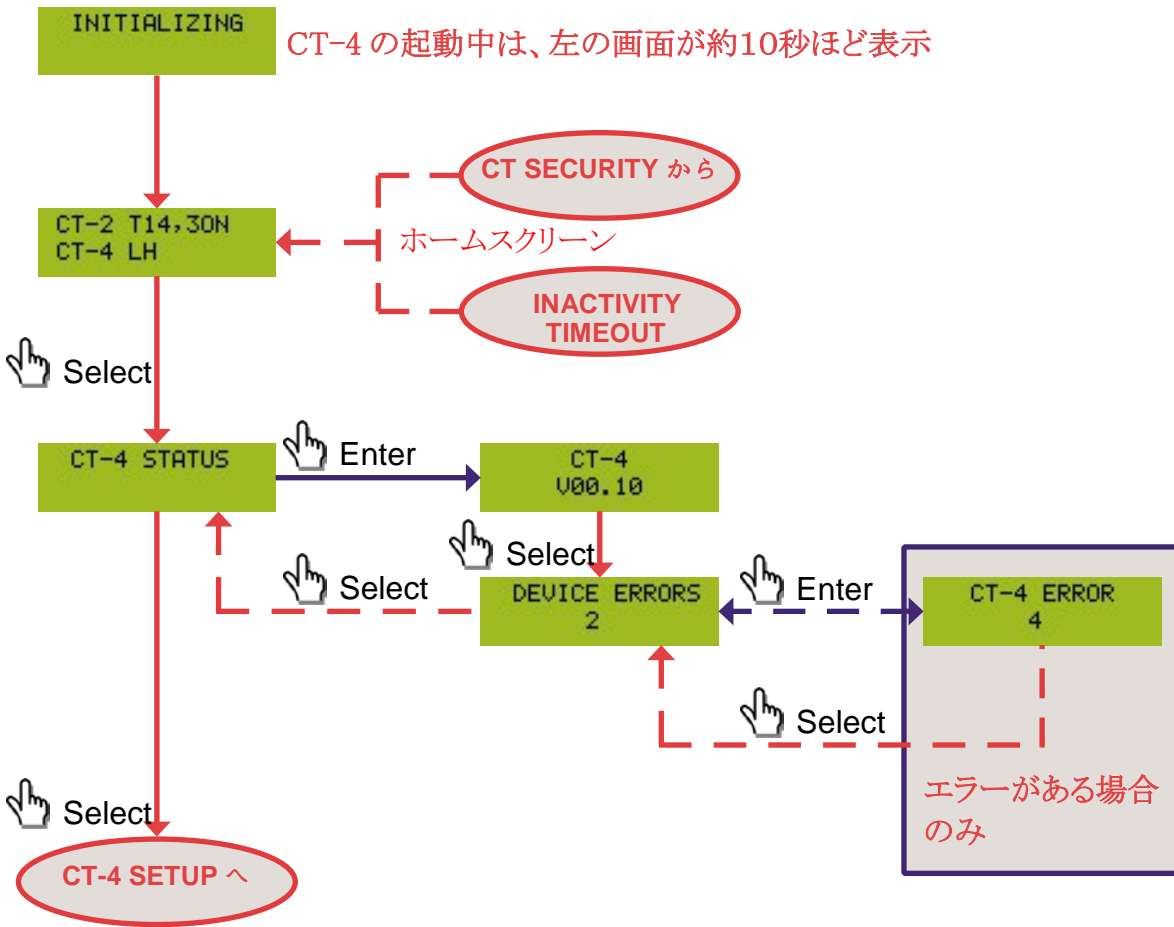 INITIALIZING
CT-4 の起動中は、左の画面が約10秒ほど表示
CT SECURITY から
CT-2 T14,30N
CT-4 LH
ホームスクリーン
INACTIVITY
TIMEOUT
Select
CT-4 STATUS
Enter
CT-4
V00.10
Select
Select
DEVICE ERRORS
2
Enter
CT-4 ERROR
4
Select
エラーがある場合
のみ
Select
CT-4 SETUP へ